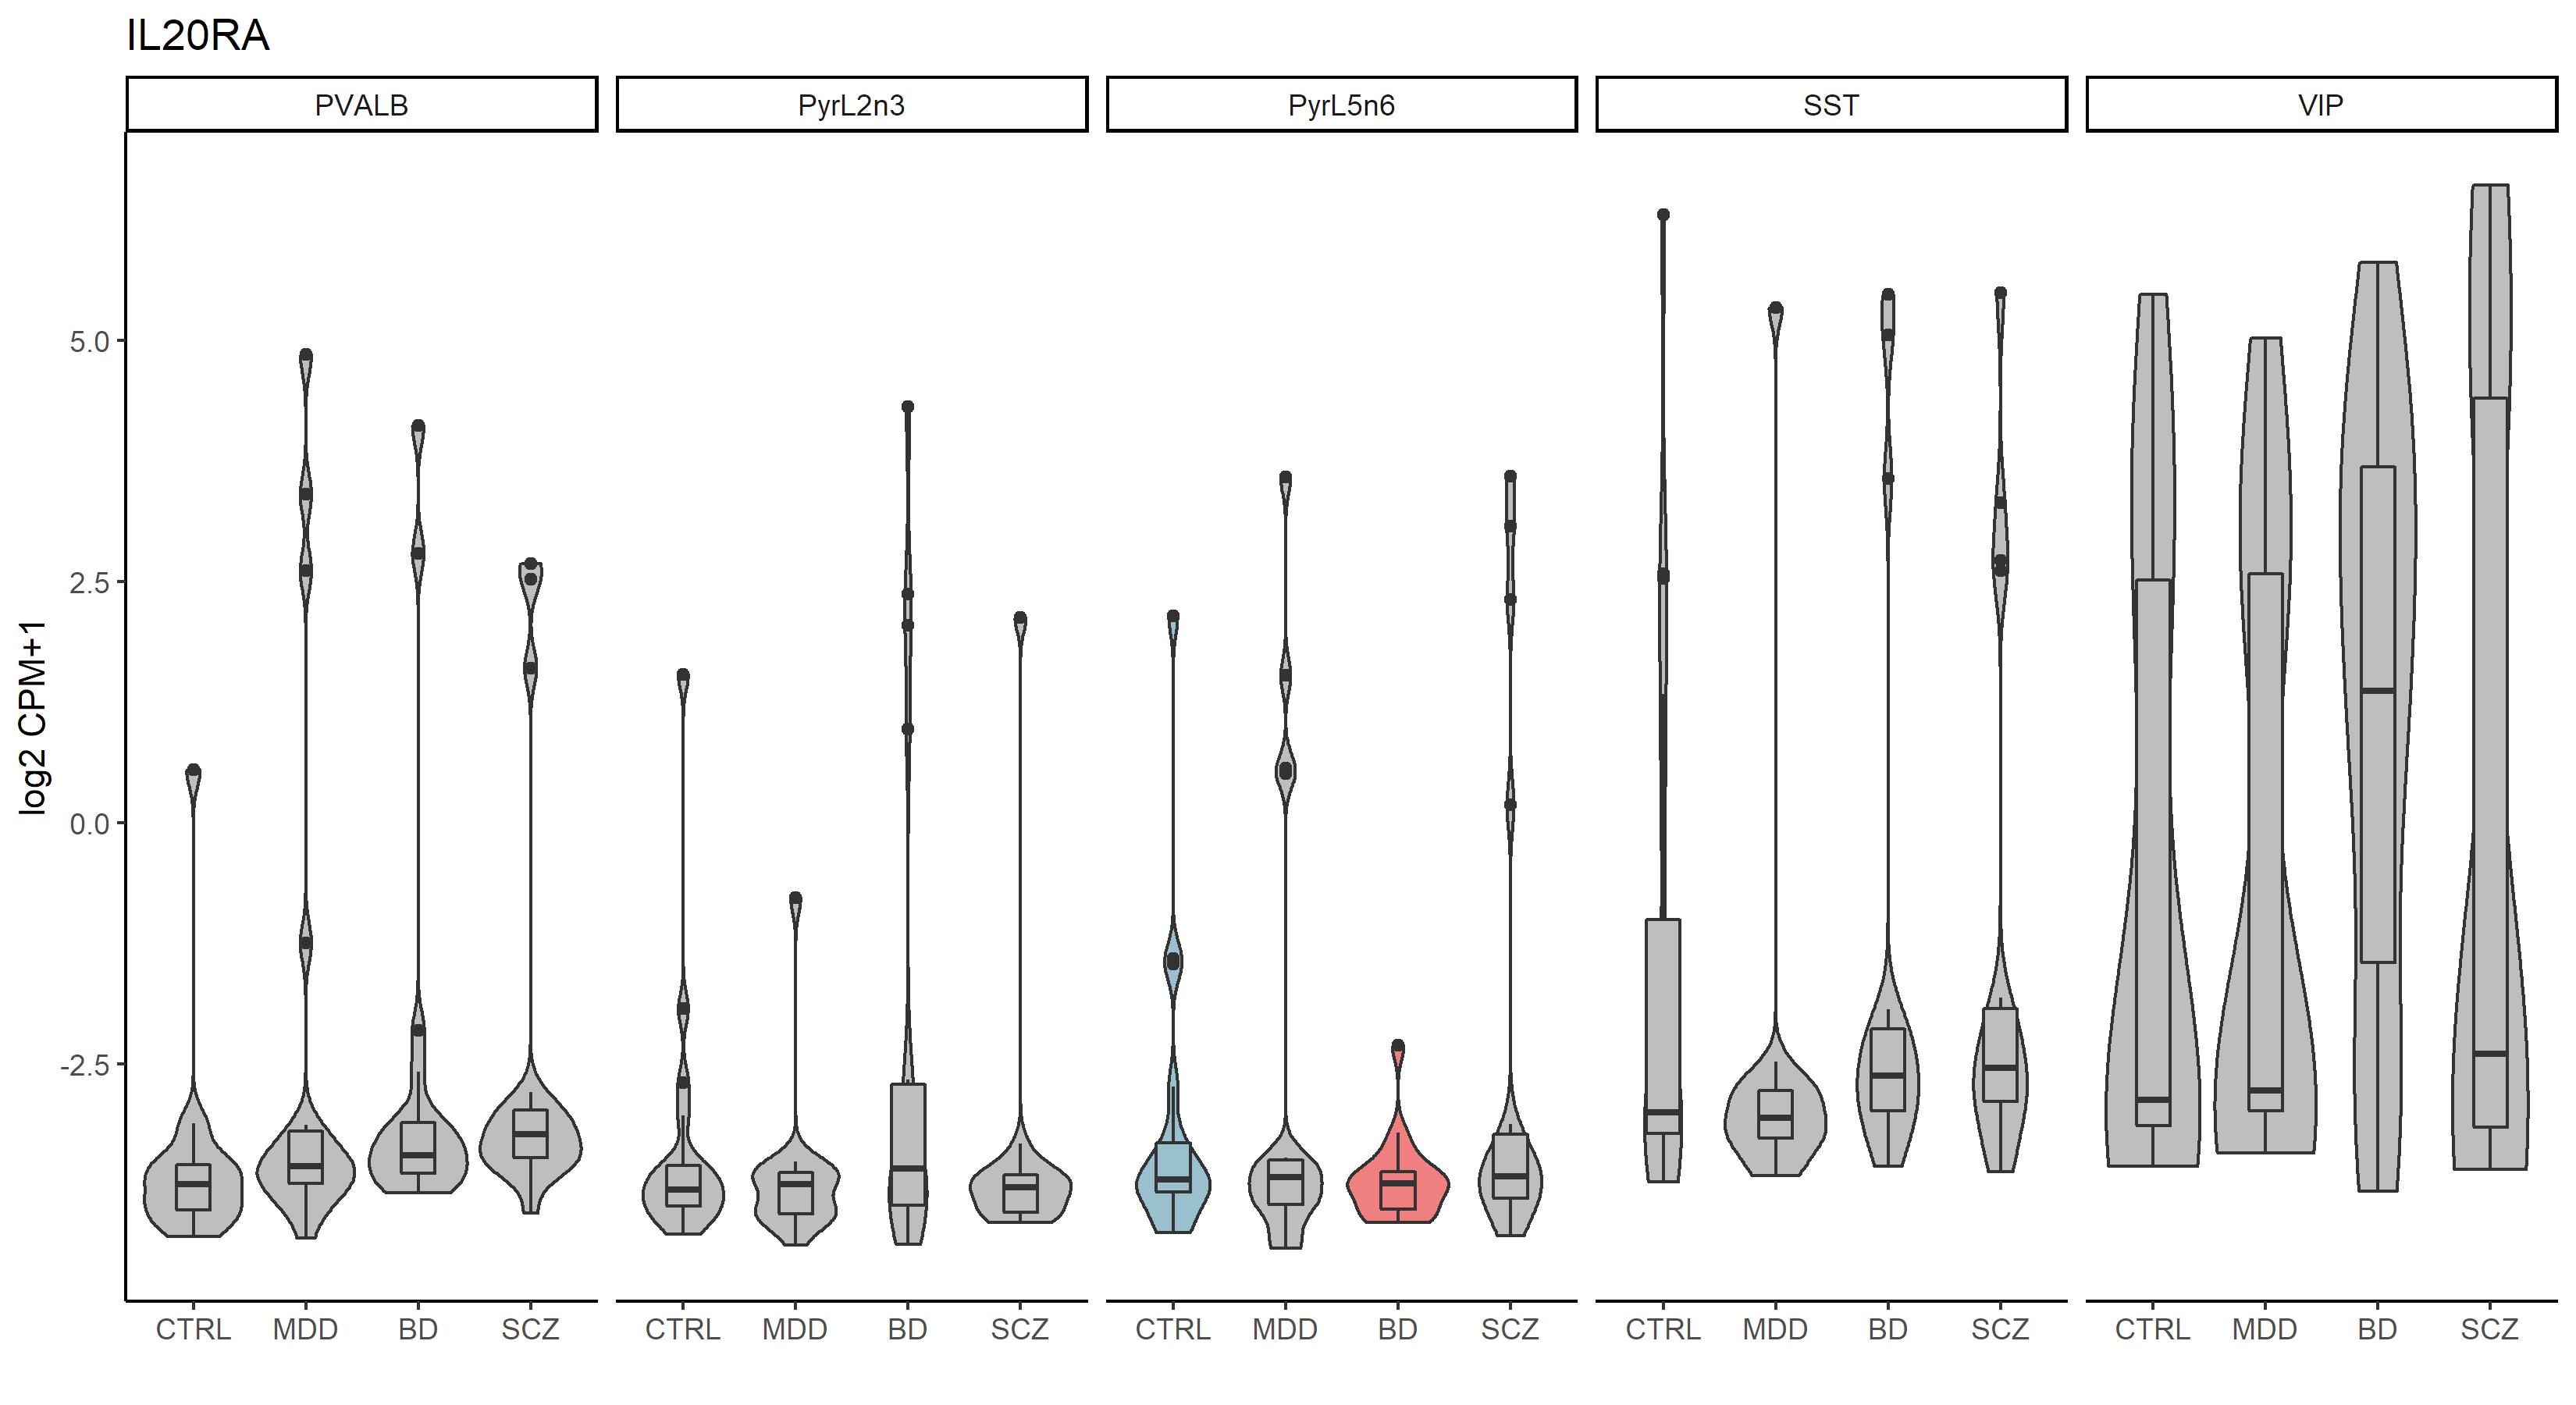 IL20RA
PVALB PyrL2n3 PyrL5n6 SST VIP
log2 CPM+1
5.0
2.5
0.0
-2.5
CTRL MDD BD SCZ CTRL MDD BD SCZ CTRL MDD BD SCZ CTRL MDD BD SCZ CTRL MDD BD SCZ